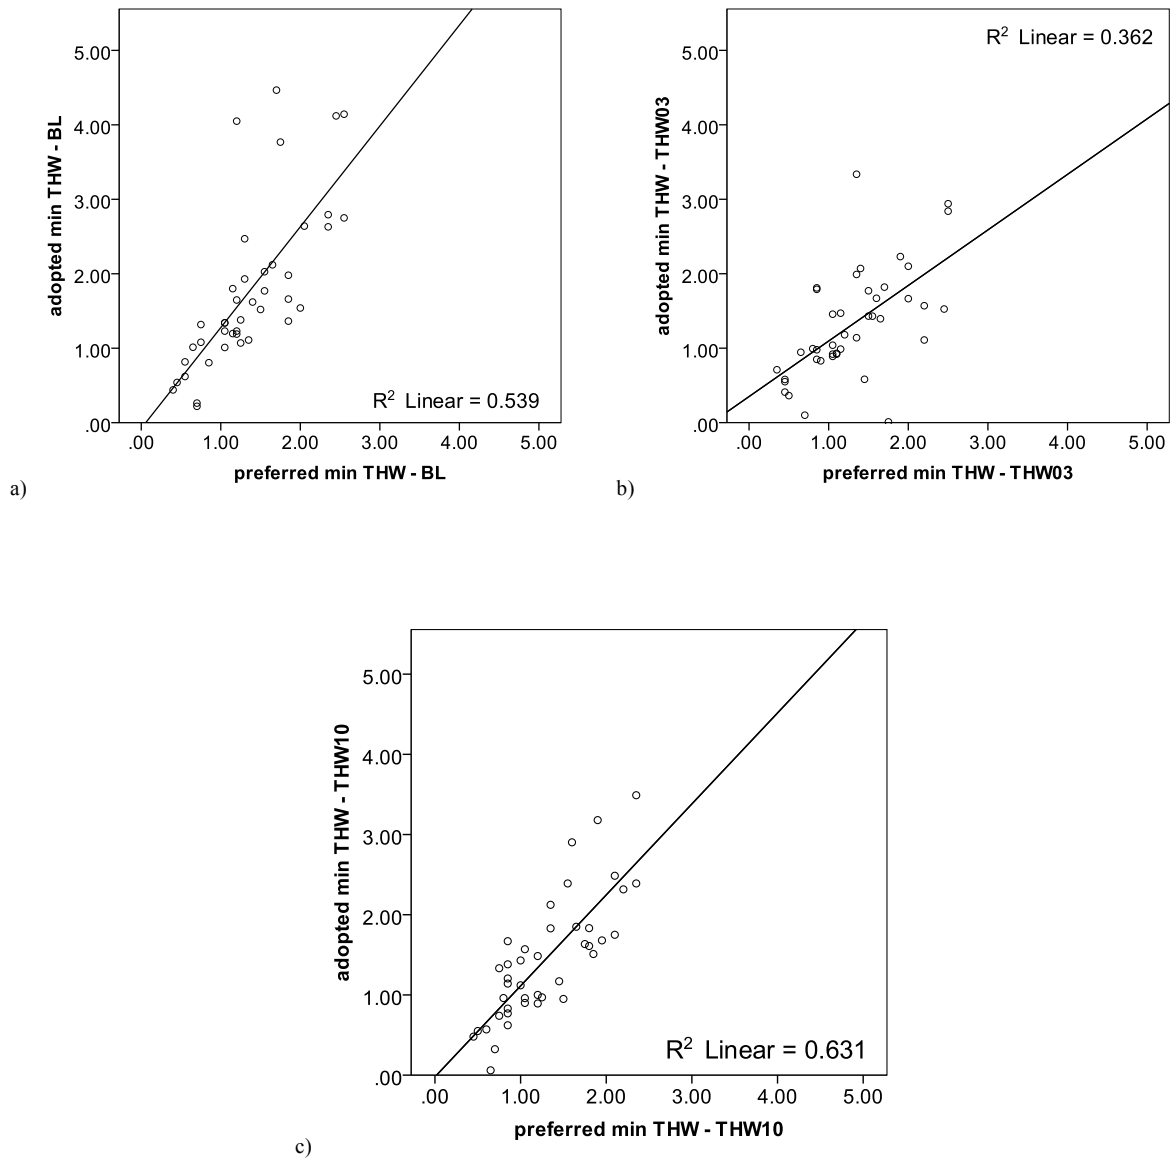 adopted min THW - BL
5.00
4.00
3.00
2.00
1.00
.00
R² Linear = 0.539
.00 1.00 2.00 3.00 4.00 5.00
preferred min THW - BL
a)
adopted min THW - THW03
5.00
4.00
3.00
2.00
1.00
.00
R² Linear = 0.362
.00 1.00 2.00 3.00 4.00 5.00
preferred min THW - THW03
b)
adopted min THW - THW10
5.00
4.00
3.00
2.00
1.00
.00
R² Linear = 0.631
.00 1.00 2.00 3.00 4.00 5.00
preferred min THW - THW10
c)